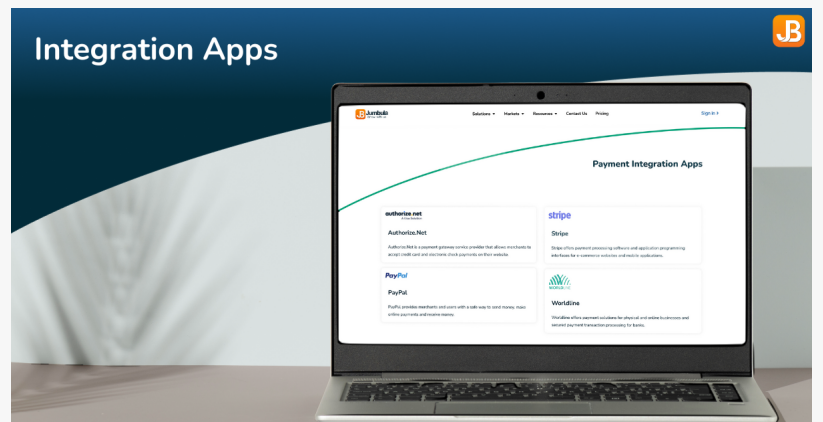 Integration Apps
JB
JB Jumbula
Solutions
Markets
Resources
Contact Us
Pricing
Sign In
Payment Integration Apps
authorize.net
Authorize.Net
Authorize.Net is a payment gateway service provider that allows merchants to
accept credit card and electronic check payments on their website.
stripe
Stripe
Stripe offers payment processing software and application programming
interfaces for e-commerce websites and mobile applications.
PayPal
PayPal
PayPal provides merchants and users with a safe way to send money, make
online payments and receive money.
WORLDLINE
Worldline
Worldline offers payment solutions for physical and online businesses and
secured payment transaction processing for banks.